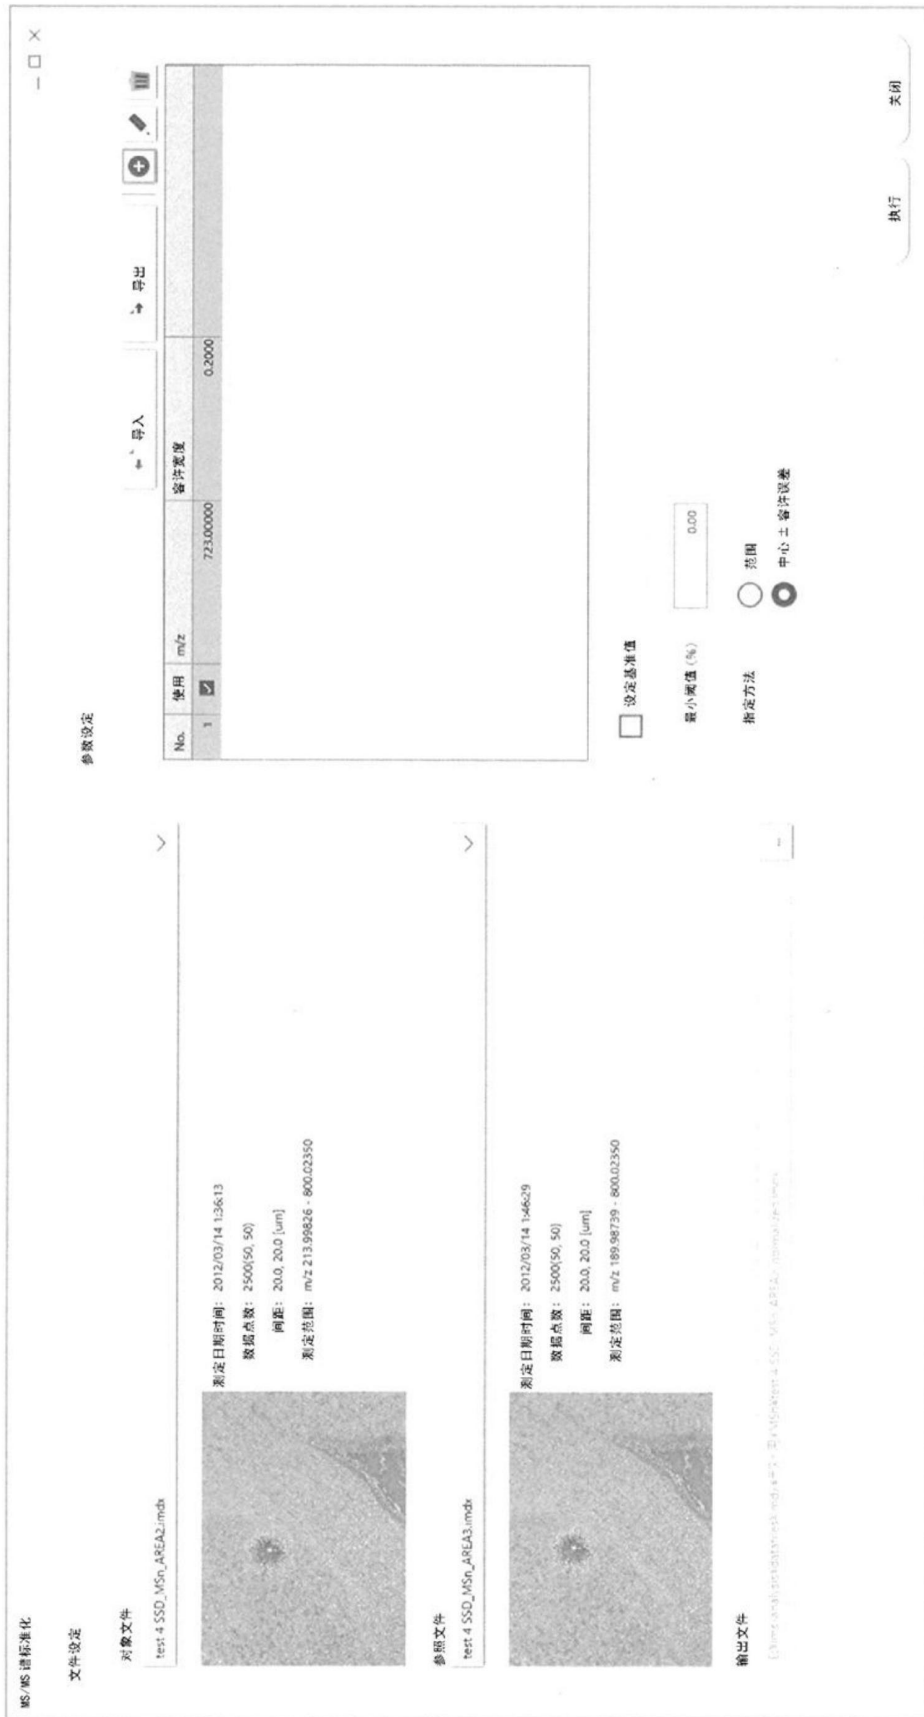 MS/MS 谱标准化
文件设定
对象文件
test 4 SSD_MSn_AREA2.imdx
测定日期时间： 2012/03/14 1:36:13
数据点数： 2500(50, 50)
间距： 20.0, 20.0 [um]
测定范围： m/z 213.99826 - 800.02350
参照文件
test 4 SSD_MSn_AREA3.imdx
测定日期时间： 2012/03/14 1:46:29
数据点数： 2500(50, 50)
间距： 20.0, 20.0 [um]
测定范围： m/z 189.98739 - 800.02350
输出文件
参数设定
导入 导出
No. 使用 m/z 容许宽度
1 723.00000 0.2000
设定基准值
最小阈值 (%) 0.00
指定方法 范围
中心 ± 容许误差
执行 关闭